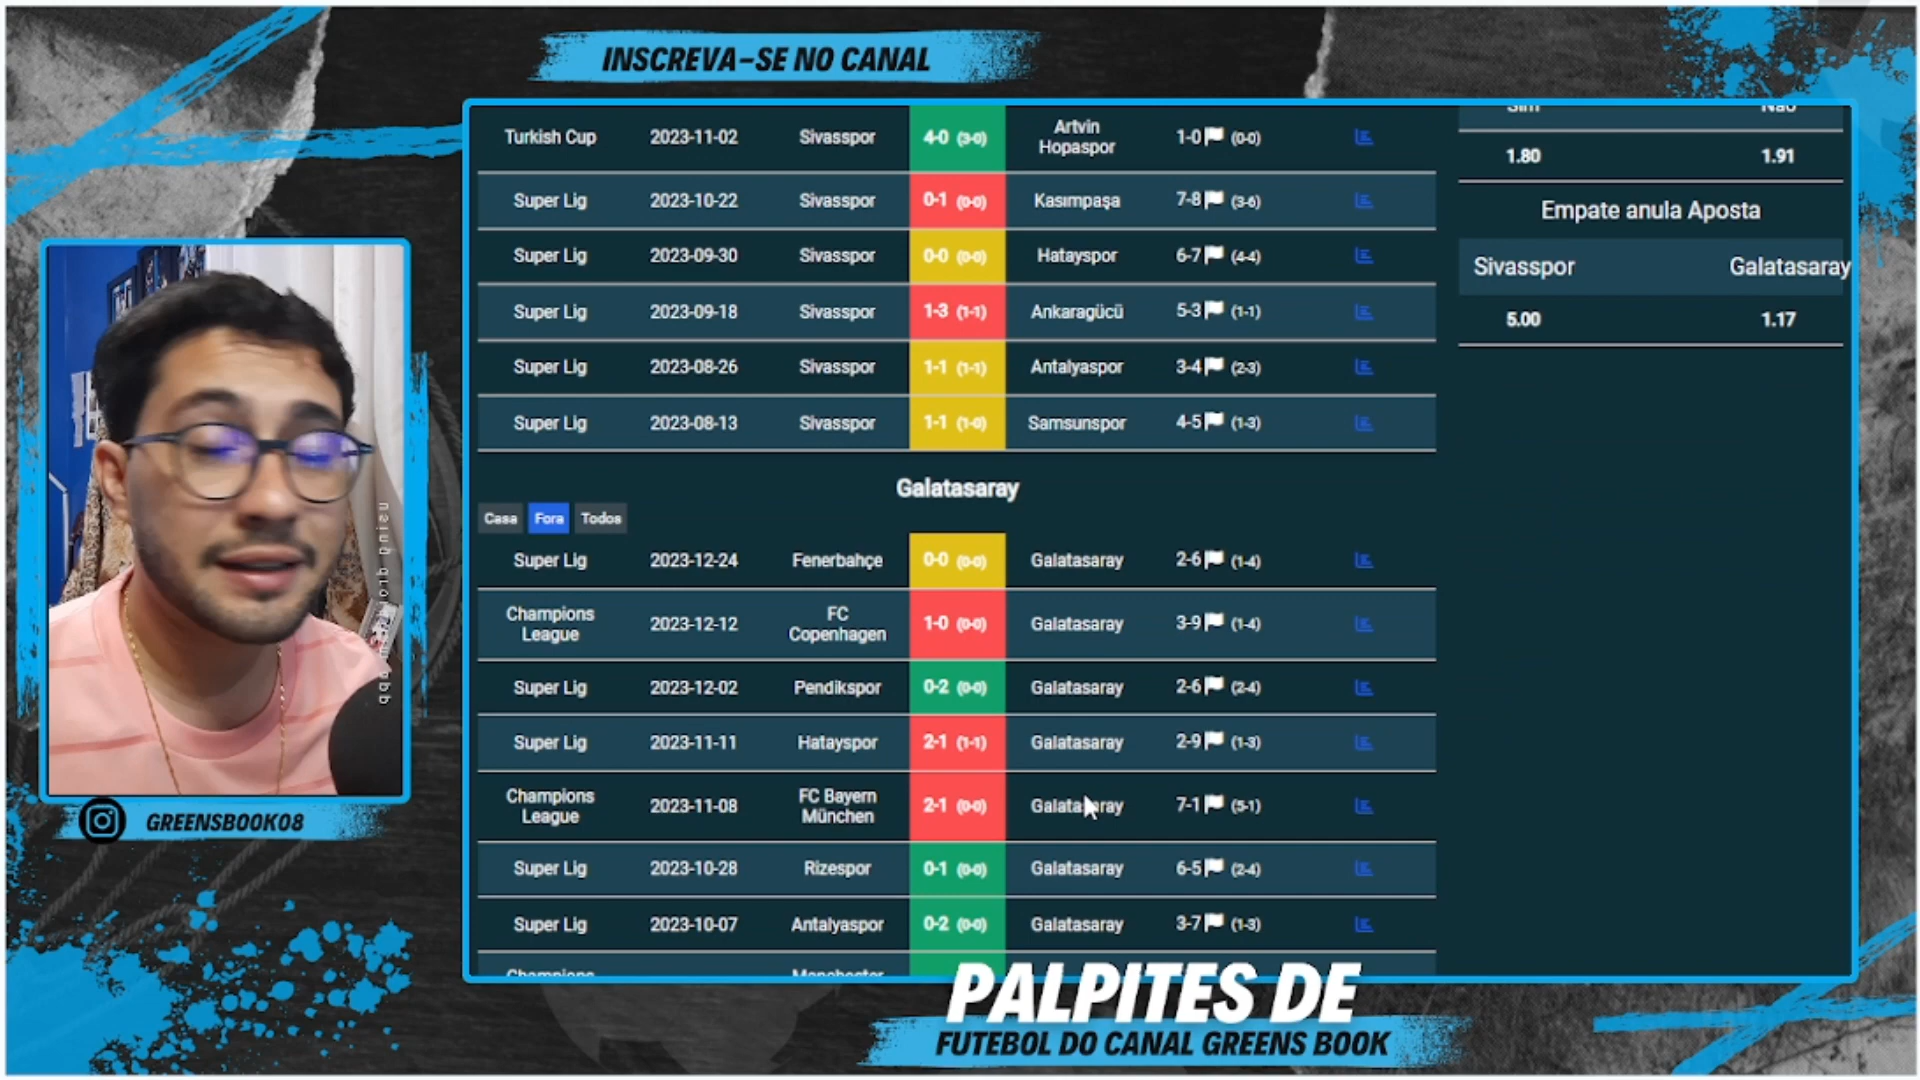 INSCREVA-SE NO CANAL
Turkish Cup 2023-11-02 Sivasspor 4-0 (3-0) Artvin Hopaspor 1-0 (0-0)
Super Lig 2023-10-22 Sivasspor 0-1 (0-0) Kasımpaşa 7-8 (3-6)
Super Lig 2023-09-30 Sivasspor 0-0 (0-0) Hatayspor 6-7 (4-4)
Super Lig 2023-09-18 Sivasspor 1-3 (1-1) Ankaragücü 5-3 (1-1)
Super Lig 2023-08-26 Sivasspor 1-1 (1-1) Antalyaspor 3-4 (2-3)
Super Lig 2023-08-13 Sivasspor 1-1 (1-0) Samsunspor 4-5 (1-3)
Galatasaray
Casa Fora Todos
Super Lig 2023-12-24 Fenerbahçe 0-0 (0-0) Galatasaray 2-6 (1-4)
Champions League 2023-12-12 FC Copenhagen 1-0 (0-0) Galatasaray 3-9 (1-4)
Super Lig 2023-12-02 Pendikspor 0-2 (0-0) Galatasaray 2-6 (2-4)
Super Lig 2023-11-11 Hatayspor 2-1 (1-1) Galatasaray 2-9 (1-3)
Champions League 2023-11-08 FC Bayern München 2-1 (0-0) Galatasaray 7-1 (5-1)
Super Lig 2023-10-28 Rizespor 0-1 (0-0) Galatasaray 6-5 (2-4)
Super Lig 2023-10-07 Antalyaspor 0-2 (0-0) Galatasaray 3-7 (1-3)
Champions Manchester
Sim Não
1.80 1.91
Empate anula Aposta
Sivasspor Galatasaray
5.00 1.17
GREENSBOOK08
PALPITES DE
FUTEBOL DO CANAL GREENS BOOK